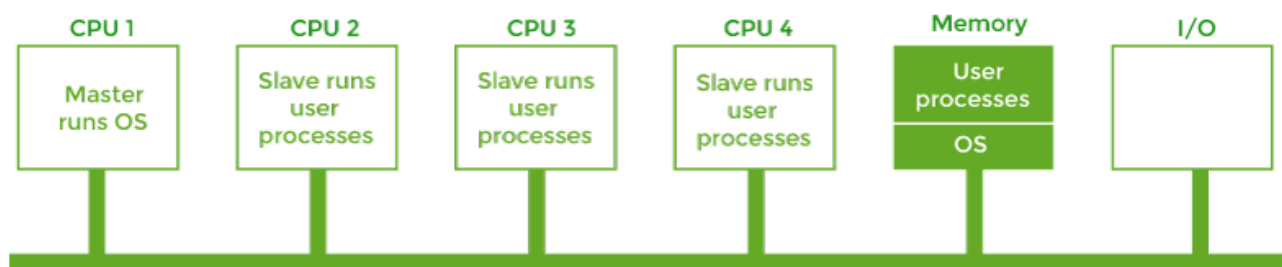 CPU 1
CPU 2
CPU 3
CPU 4
Memory
I/O
Master
runs OS
Slave runs
user
processes
Slave runs
user
processes
Slave runs
user
processes
User
processes
OS